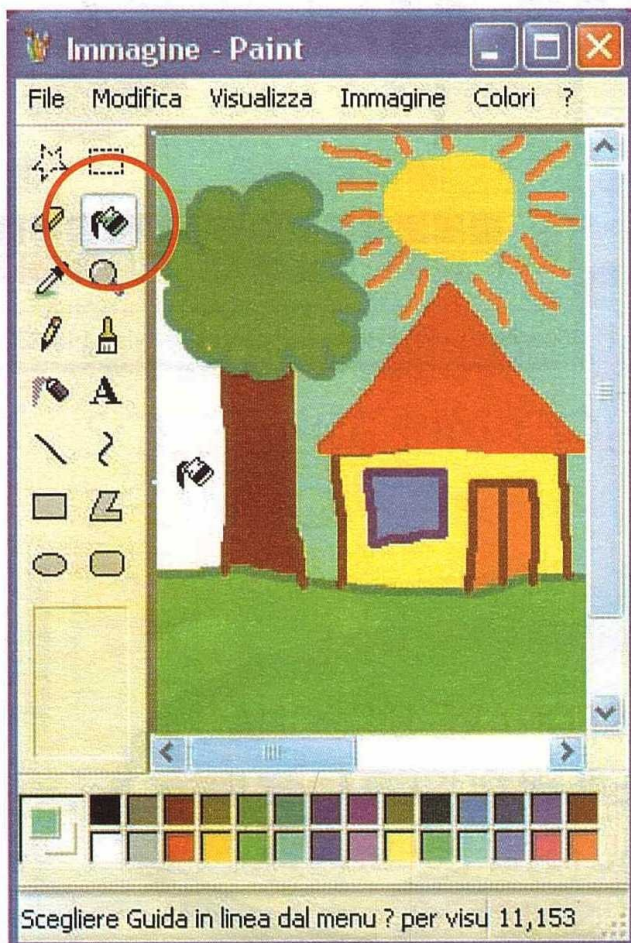 Immagine - Paint
File Modifica Visualizza Immagine Colori ?
A
Scegliere Guida in linea dal menu ? per visu 11,153